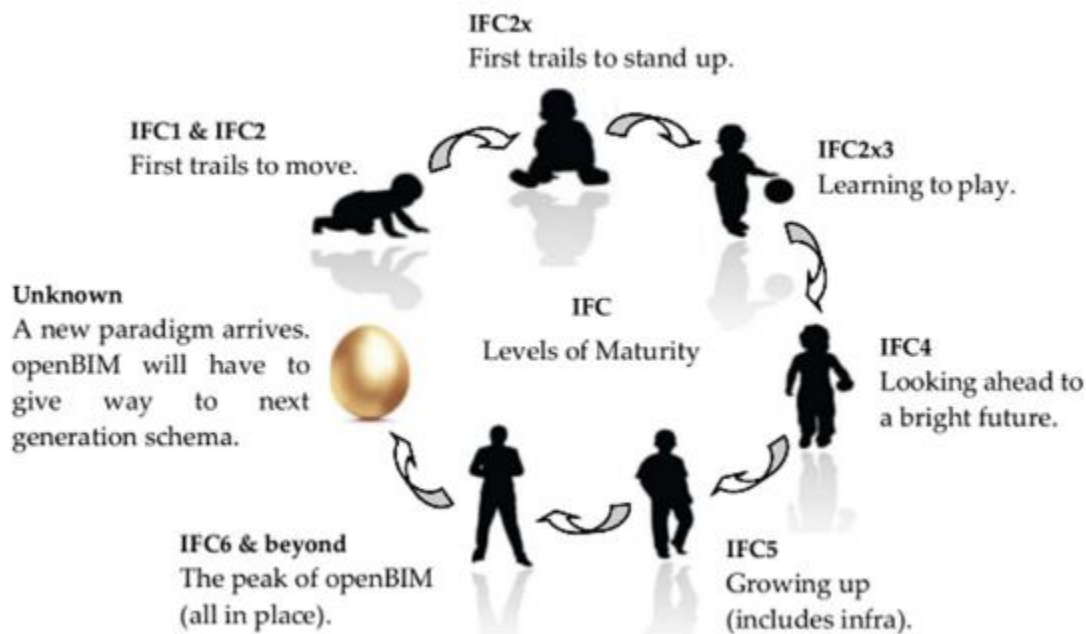 IFC2x
First trails to stand up.
IFC1 & IFC2
First trails to move.
IFC2x3
Learning to play.
Unknown
A new paradigm arrives.
openBIM will have to
give way to next
generation schema.
IFC
Levels of Maturity
IFC4
Looking ahead to
a bright future.
IFC6 & beyond
The peak of openBIM
(all in place).
IFC5
Growing up
(includes infra).